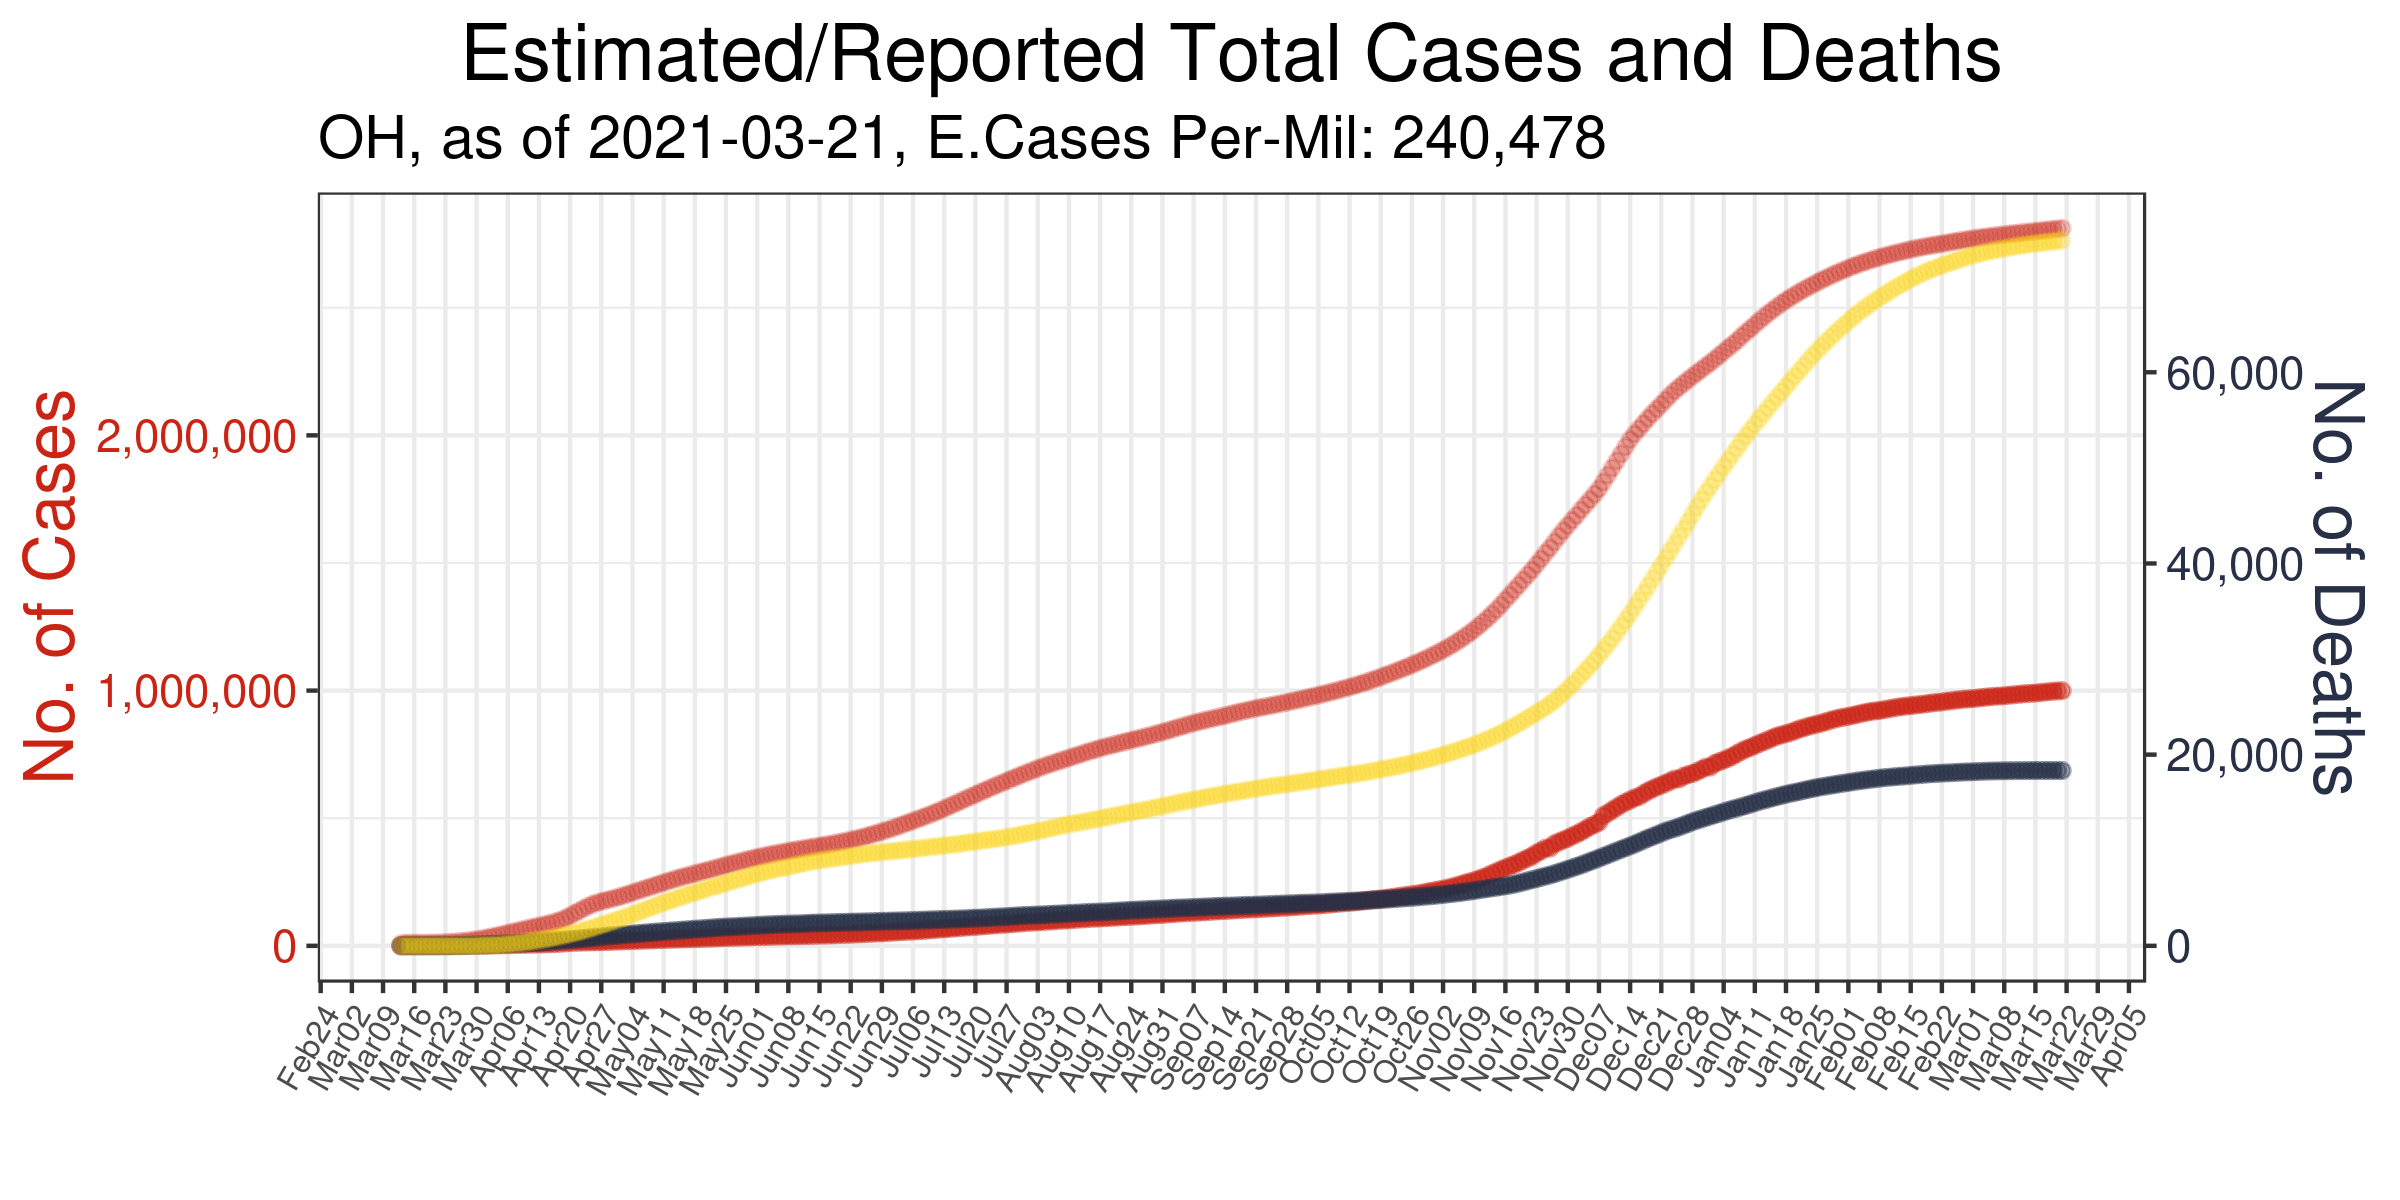 Estimated/Reported Total Cases and Deaths
OH, as of 2021-03-21, E.Cases Per-Mil: 240,478
No. of Cases
2,000,000
1,000,000
0
60,000
40,000
20,000
0
No. of Deaths
Feb24
Mar02
Mar09
Mar16
Mar23
Mar30
Apr06
Apr13
Apr20
Apr27
May04
May11
May18
May25
Jun01
Jun08
Jun15
Jun22
Jun29
Jul06
Jul13
Jul20
Jul27
Aug03
Aug10
Aug17
Aug24
Aug31
Sep07
Sep14
Sep21
Sep28
Oct05
Oct12
Oct19
Oct26
Nov02
Nov09
Nov16
Nov23
Nov30
Dec07
Dec14
Dec21
Dec28
Jan04
Jan11
Jan18
Jan25
Feb01
Feb08
Feb15
Feb22
Mar01
Mar08
Mar15
Mar22
Mar29
Apr05